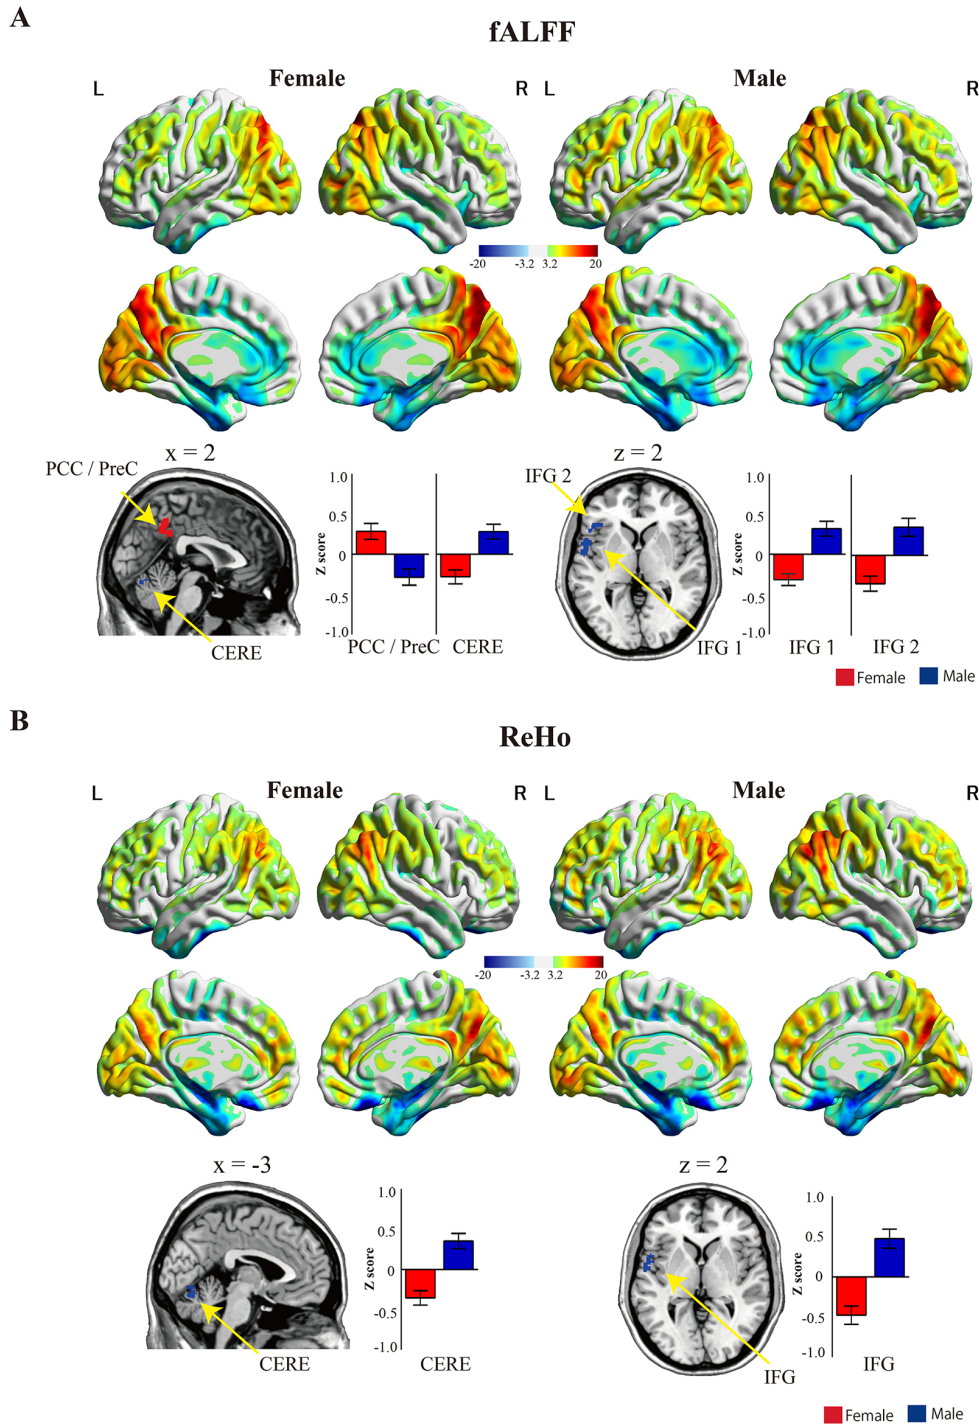 A
fALFF
Female
Male
L
R
L
R
-20
-3.2
3.2
20
x = 2
PCC / PreC
CERE
1.0
0.5
0
-0.5
-1.0
Z score
PCC / PreC
CERE
z = 2
IFG 2
IFG 1
1.0
0.5
0
-0.5
-1.0
Z score
IFG 1
IFG 2
Female
Male
B
ReHo
Female
Male
L
R
L
R
-20
-3.2
3.2
20
x = -3
CERE
1.0
0.5
0
-0.5
-1.0
Z score
CERE
z = 2
IFG
1.0
0.5
0
-0.5
-1.0
Z score
IFG
Female
Male